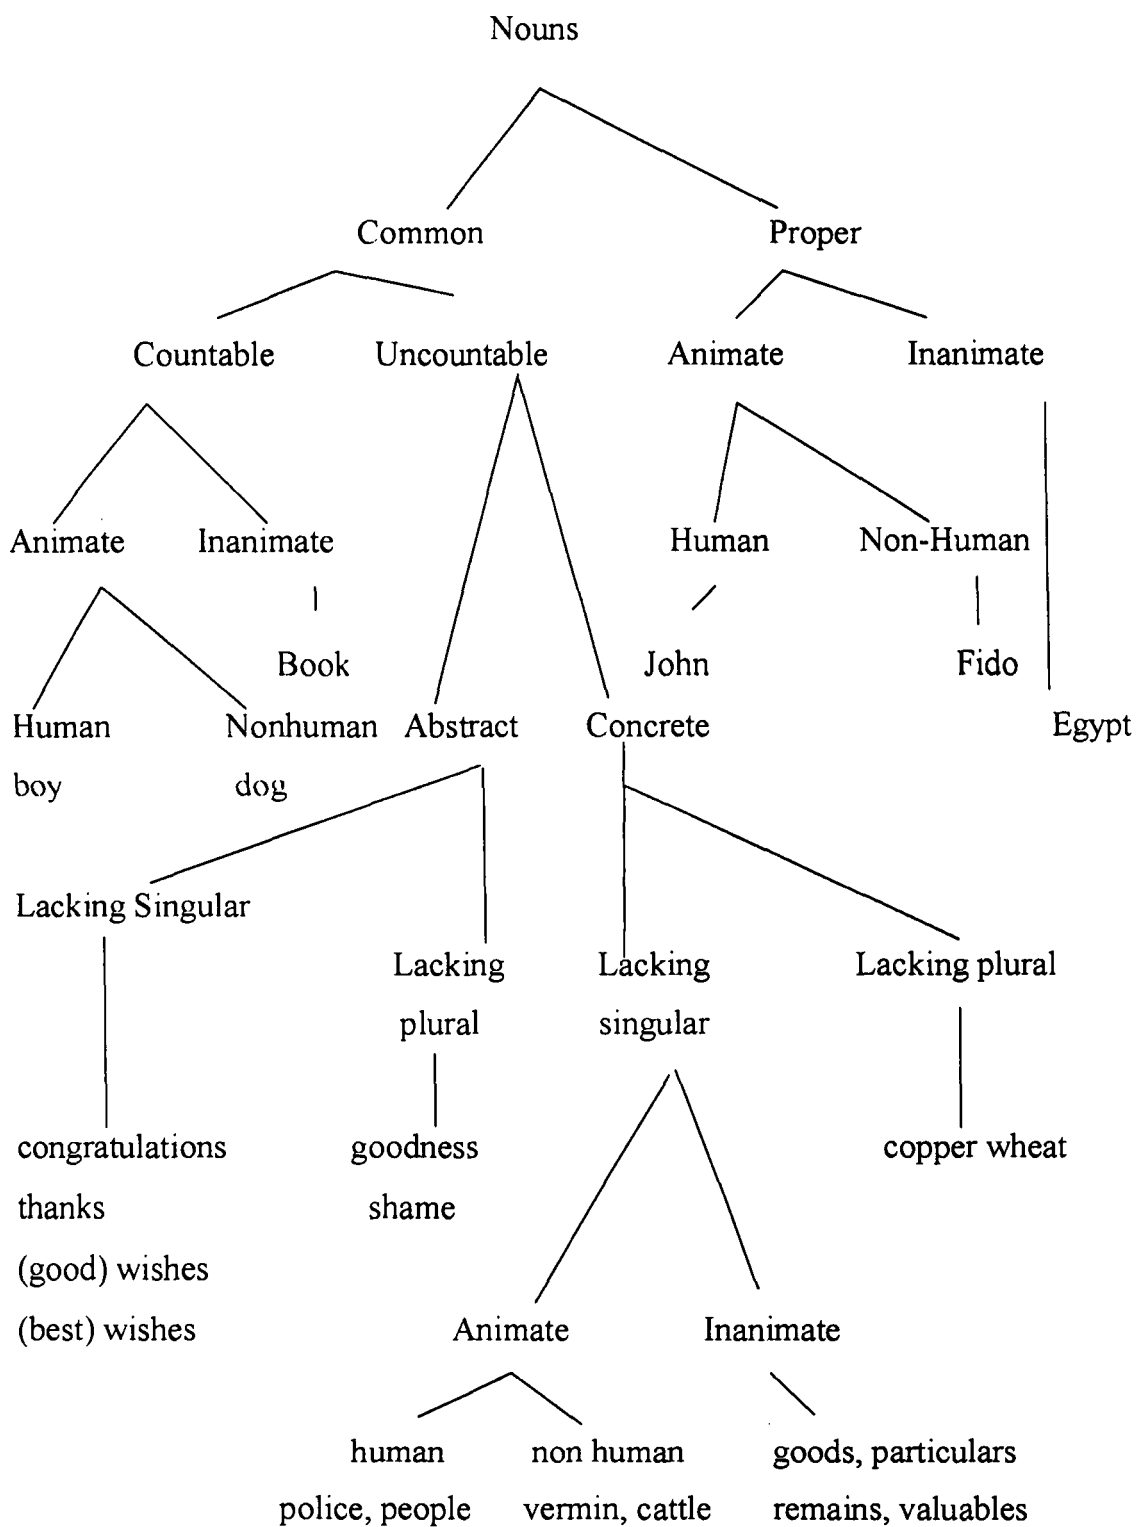 Nouns
Common Proper
Countable Uncountable Animate Inanimate
Animate Inanimate Human Non-Human
Book John Fido
Human Nonhuman Abstract Concrete Egypt
boy dog
Lacking Singular
Lacking Lacking Lacking plural
plural singular
congratulations goodness copper wheat
thanks shame
(good) wishes
(best) wishes Animate Inanimate
human non human goods, particulars
police, people vermin, cattle remains, valuables